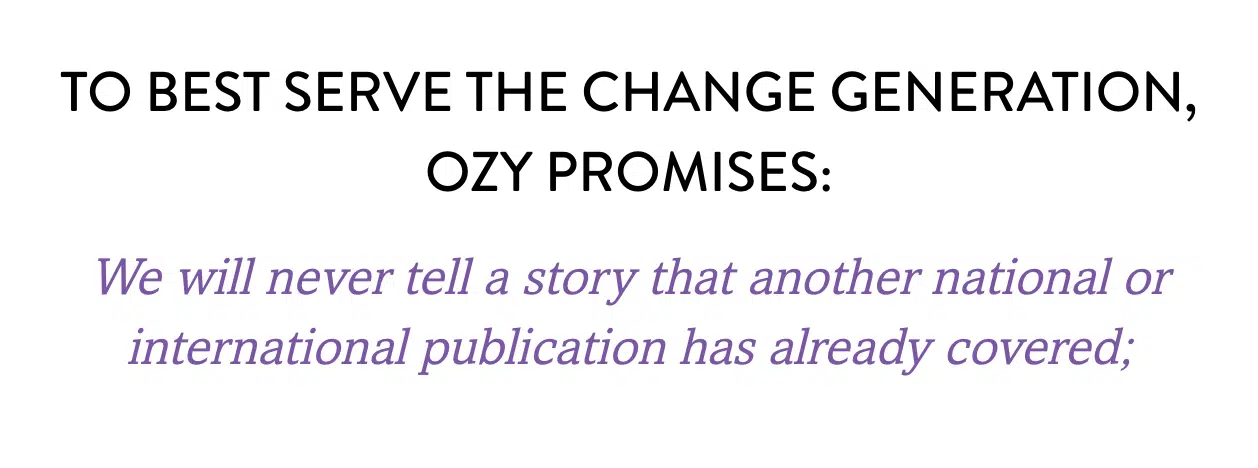 TO BEST SERVE THE CHANGE GENERATION,
OZY PROMISES:
We will never tell a story that another national or
international publication has already covered;